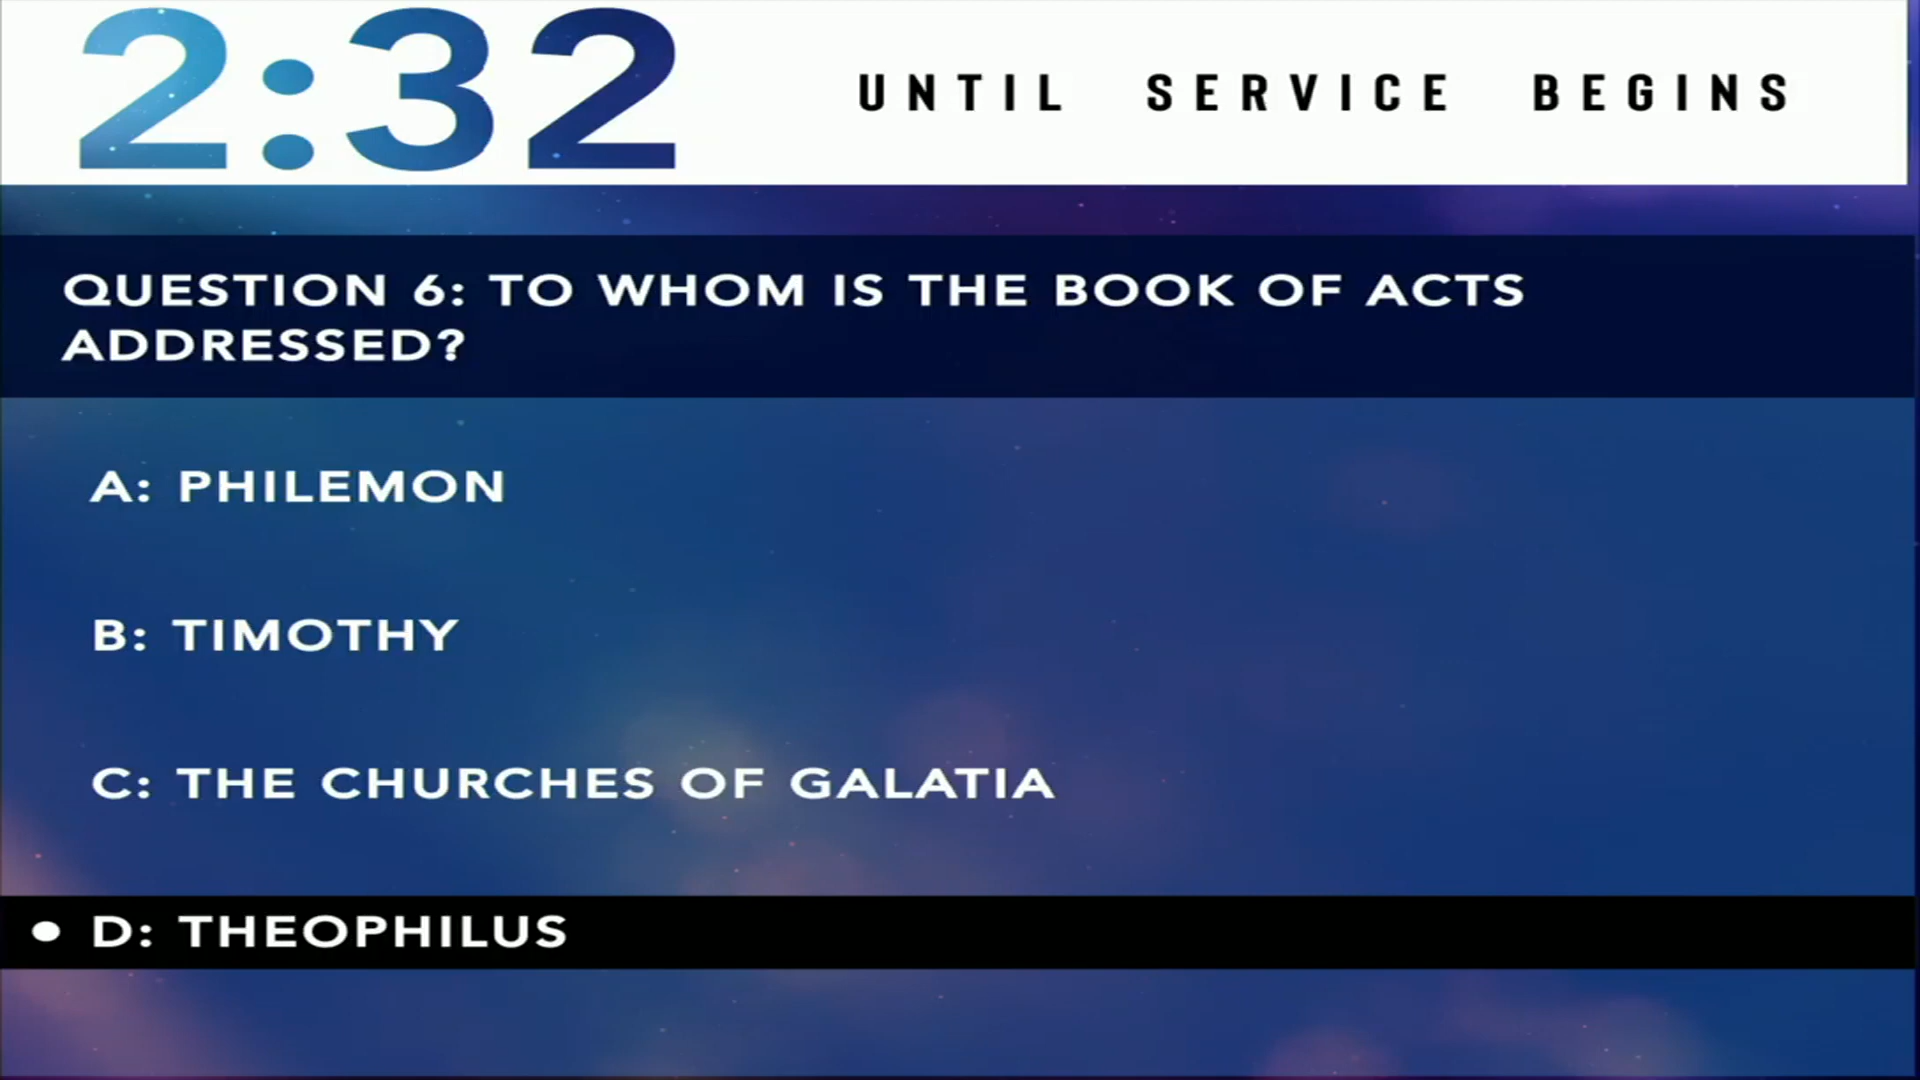 2:32 UNTIL SERVICE BEGINS
QUESTION 6: TO WHOM IS THE BOOK OF ACTS
ADDRESSED?
A: PHILEMON
B: TIMOTHY
C: THE CHURCHES OF GALATIA
D: THEOPHILUS